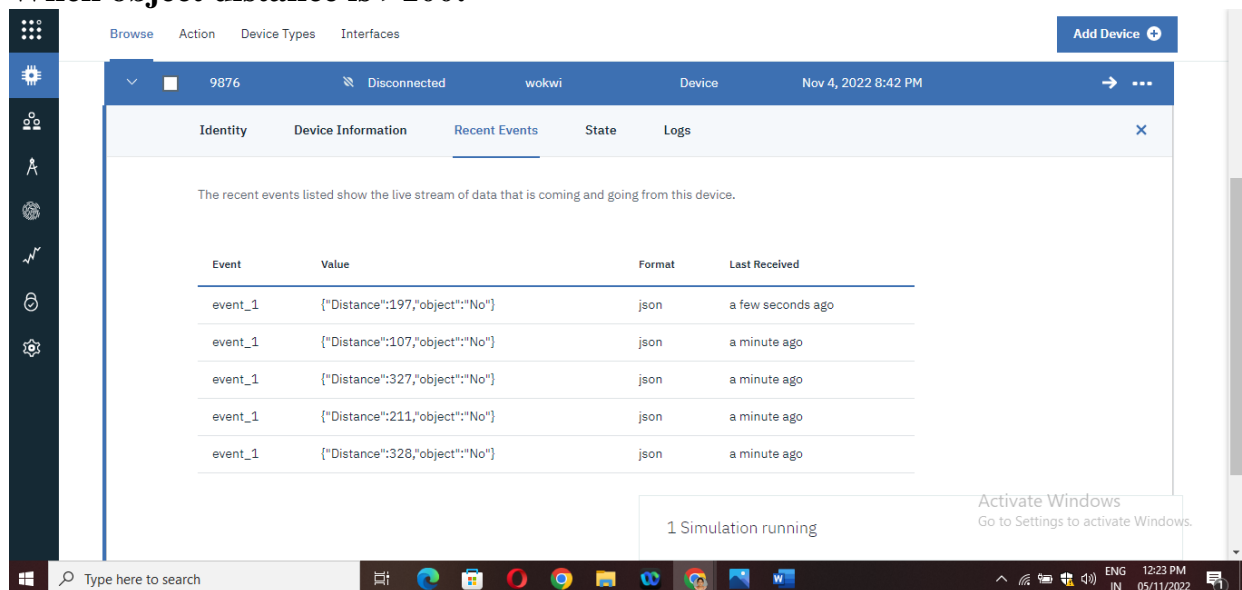 Browse Action Device Types Interfaces Add Device
9876 Disconnected wokwi Device Nov 4, 2022 8:42 PM
Identity Device Information Recent Events State Logs
The recent events listed show the live stream of data that is coming and going from this device.
Event Value Format Last Received
event_1 {"Distance":197,"object":"No"} json a few seconds ago
event_1 {"Distance":107,"object":"No"} json a minute ago
event_1 {"Distance":327,"object":"No"} json a minute ago
event_1 {"Distance":211,"object":"No"} json a minute ago
event_1 {"Distance":328,"object":"No"} json a minute ago
Activate Windows
1 Simulation running Go to Settings to activate Windows.
Type here to search ENG 12:23 PM
IN 05/11/2022